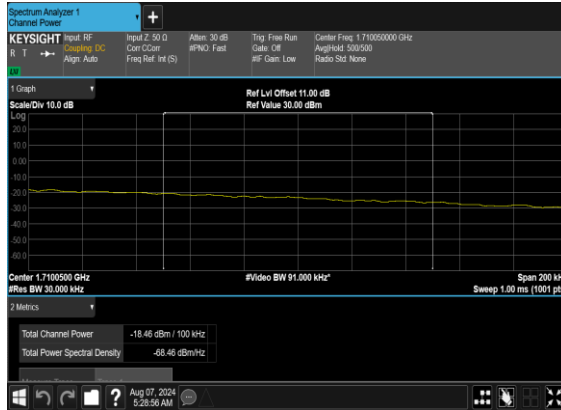 Spectrum Analyzer 1
Channel Power
+
KEYSIGHT Input: RF Input Z: 50 Ω Atten: 30 dB Trig: Free Run Center Freq: 1.710050000 GHz
R T Coupling: DC Corr CCorr #PNO: Fast Gate: Off Avg|Hold: 500/500
Align: Auto Freq Ref: Int (S) #IF Gain: Low Radio Std: None
1 Graph
Scale/Div 10.0 dB
Ref Lvl Offset 11.00 dB
Ref Value 30.00 dBm
Log
20.0
10.0
0.00
-10.0
-20.0
-30.0
-40.0
-50.0
-60.0
Center 1.7100500 GHz #Video BW 91.000 kHz* Span 200 kH
#Res BW 30.000 kHz Sweep 1.00 ms (1001 pt
2 Metrics
Total Channel Power -18.46 dBm / 100 kHz
Total Power Spectral Density -68.46 dBm/Hz
?
Aug 07, 2024
5:28:56 AM